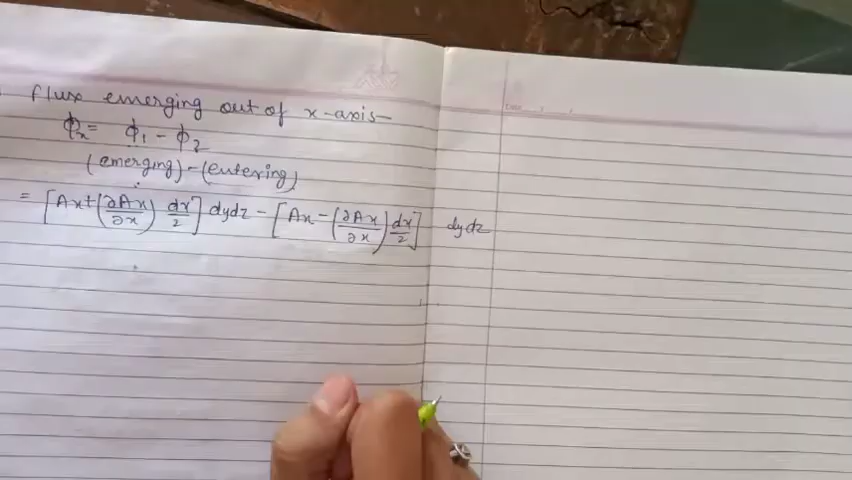 flux emerging out of x-axis-
ϕx = ϕ1 - ϕ2
(emerging) - (entering)
= [Ax + (∂Ax/∂x) dx/2] dydz - [Ax - (∂Ax/∂x) dx/2] dydz